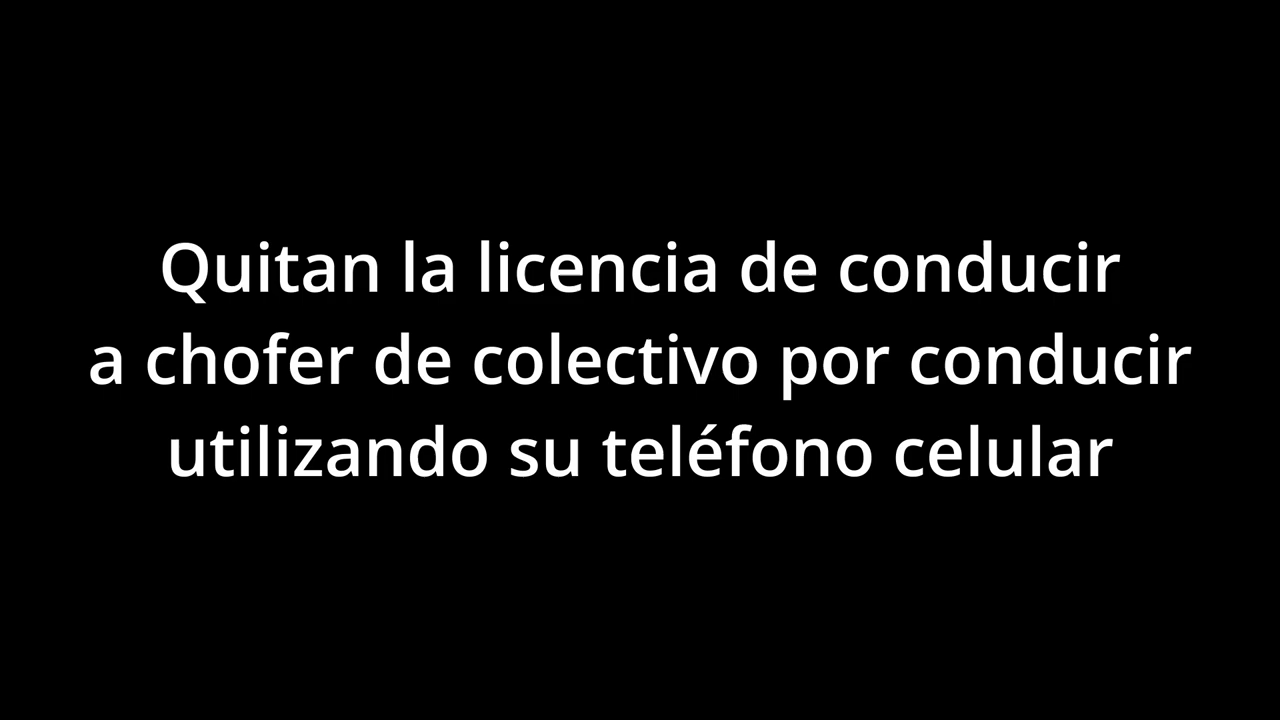 Quitan la licencia de conducir
a chofer de colectivo por conducir
utilizando su teléfono celular